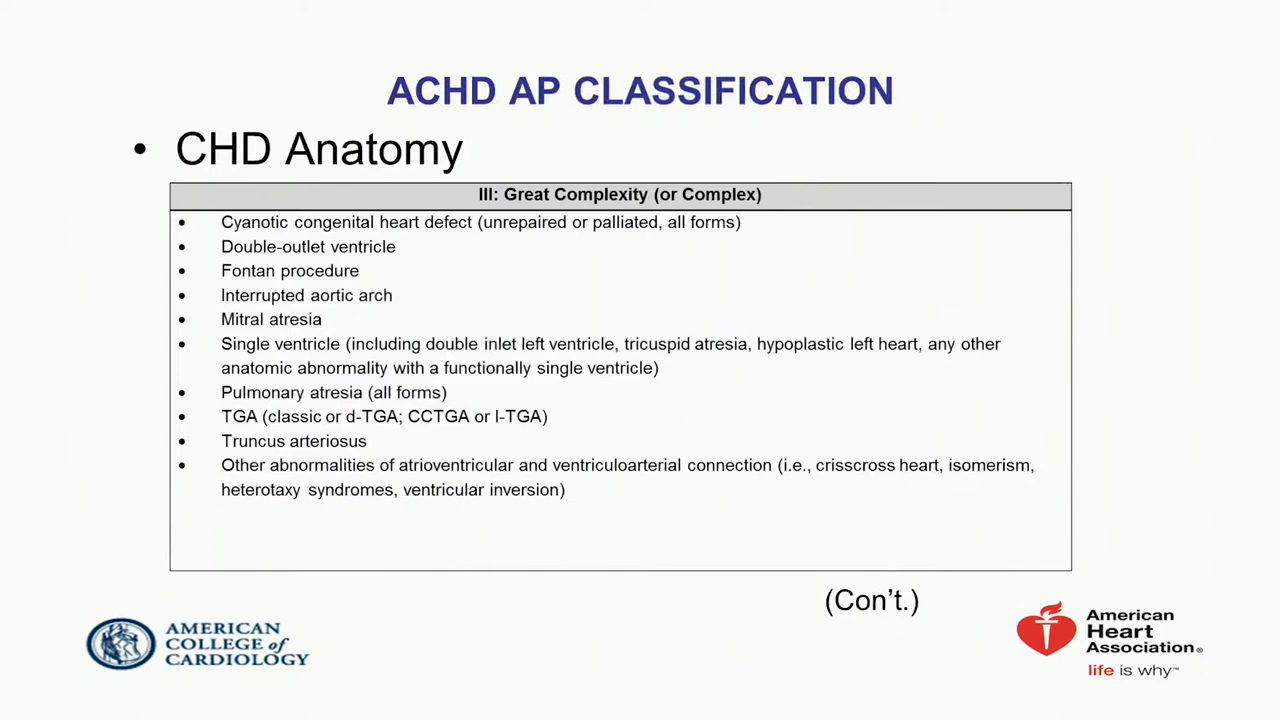 ACHD AP CLASSIFICATION
• CHD Anatomy
III: Great Complexity (or Complex)
• Cyanotic congenital heart defect (unrepaired or palliated, all forms)
• Double-outlet ventricle
• Fontan procedure
• Interrupted aortic arch
• Mitral atresia
• Single ventricle (including double inlet left ventricle, tricuspid atresia, hypoplastic left heart, any other
anatomic abnormality with a functionally single ventricle)
• Pulmonary atresia (all forms)
• TGA (classic or d-TGA; CCTGA or l-TGA)
• Truncus arteriosus
• Other abnormalities of atrioventricular and ventriculoarterial connection (i.e., crisscross heart, isomerism,
heterotaxy syndromes, ventricular inversion)
(Con’t.)
AMERICAN
COLLEGE of
CARDIOLOGY
American
Heart
Association®
life is why™